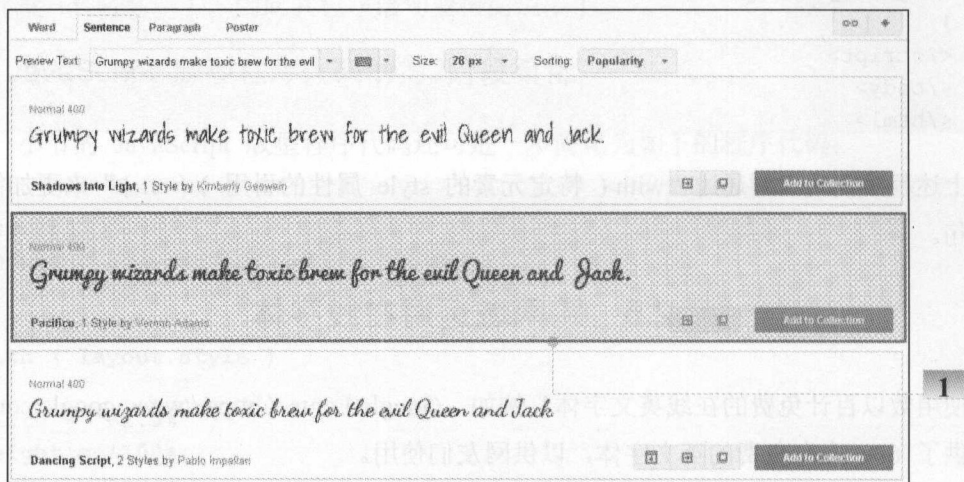 Word Sentence Paragraph Poster
Preview Text: Grumpy wizards make toxic brew for the evil Size: 28 px Sorting: Popularity
Normal 400
Grumpy wizards make toxic brew for the evil Queen and Jack.
Shadows Into Light, 1 Style by Kimberly Geswein
Add to Collection
Normal 400
Grumpy wizards make toxic brew for the evil Queen and Jack.
Pacifico, 1 Style by Vernon Adams
Add to Collection
1
Normal 400
Grumpy wizards make toxic brew for the evil Queen and Jack
Dancing Script, 2 Styles by Pablo Impallari
Add to Collection